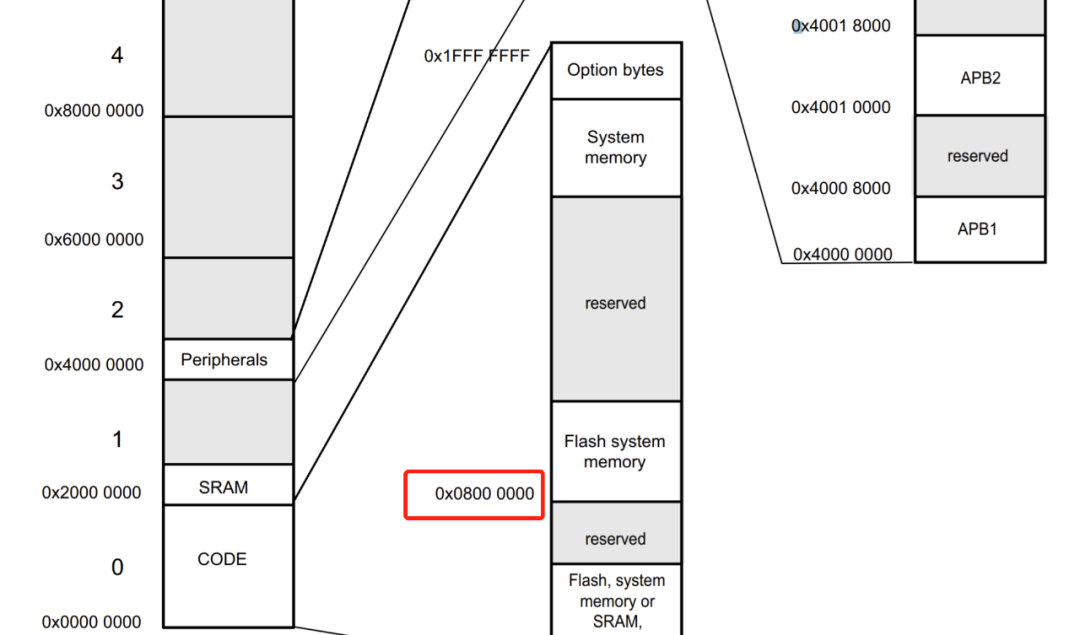 4
0x8000 0000
3
0x6000 0000
2
Peripherals
0x4000 0000
1
SRAM
0x2000 0000
CODE
0
0x0000 0000
0x1FFF FFFF
Option bytes
System
memory
reserved
Flash system
memory
0x0800 0000
reserved
Flash, system
memory or
SRAM,
0x4001 8000
APB2
0x4001 0000
reserved
0x4000 8000
APB1
0x4000 0000